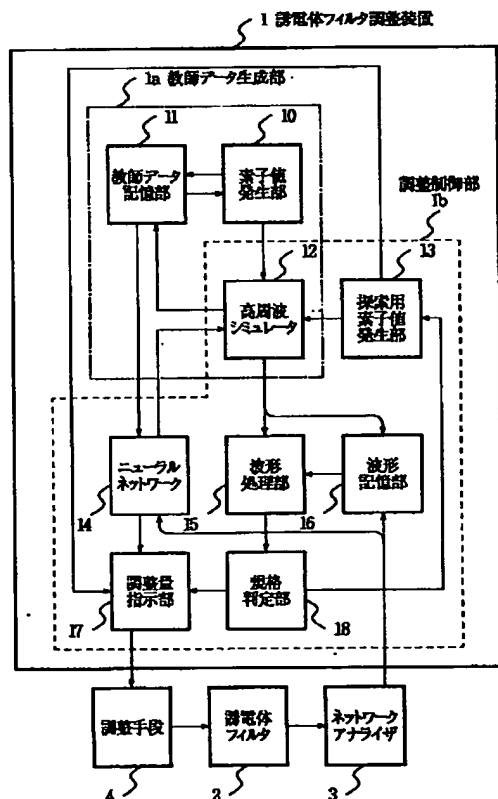 1 誘電体フィルタ調整装置
1a 教師データ生成部
11
10
教師データ
記憶部
素子値
発生部
調整制御部
1b
12
13
高周波
シミュレータ
探索用
素子値
発生部
ニューラル
ネットワーク
波形
処理部
波形
記憶部
14
15
16
調整量
指示部
規格
判定部
17
18
調整手段
誘電体
フィルタ
ネットワーク
アナライザ
4
2
3